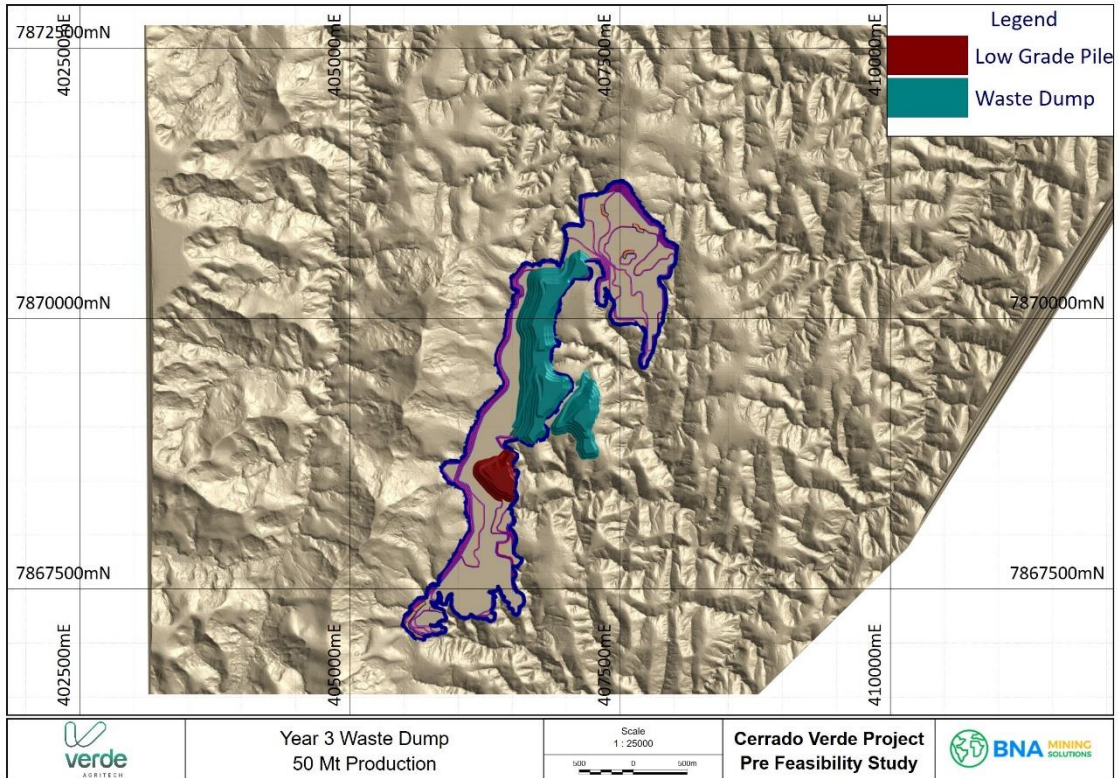 7872500mN
402500mE
405000mE
407500mE
410000mE
Legend
Low Grade Pile
Waste Dump
7870000mN
7870000mN
7867500mN
7867500mN
402500mE
405000mE
407500mE
410000mE
verde
AGRITECH
Year 3 Waste Dump
50 Mt Production
Scale
1 : 25000
500 0 500m
Cerrado Verde Project
Pre Feasibility Study
BNA MINING
SOLUTIONS